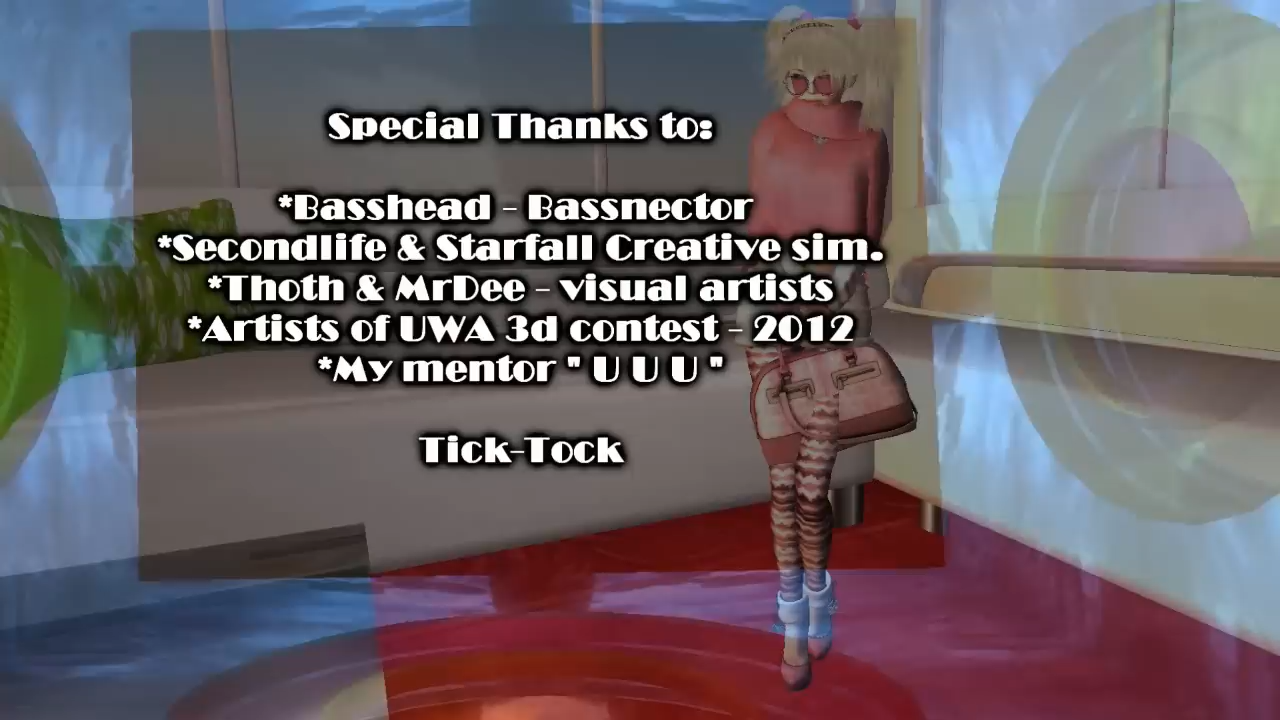 Special Thanks to:
*Basshead - Bassnector
*Secondlife & Starfall Creative sim.
*Thoth & MrDee - visual artists
*Artists of UWA 3d contest - 2012
*My mentor " U U U "
Tick-Tock